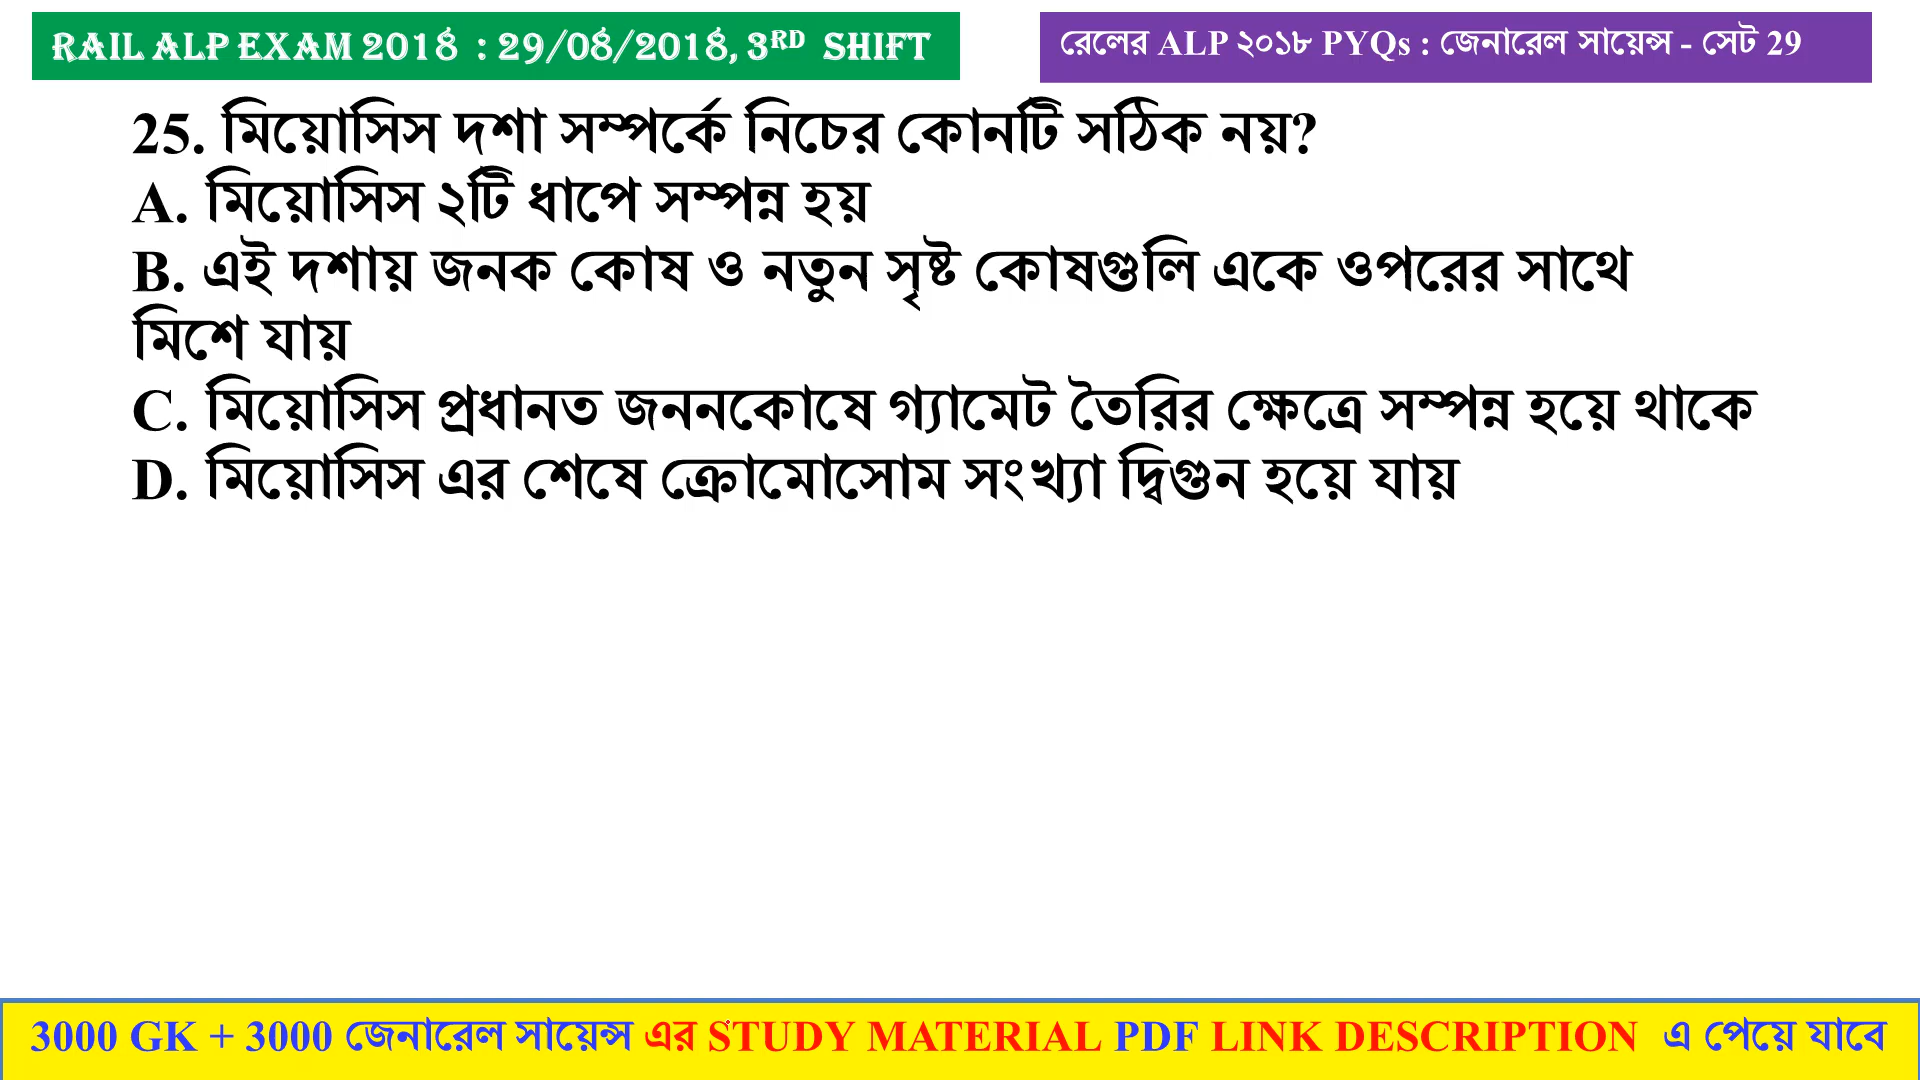 RAIL ALP EXAM 2018 : 29/08/2018, 3RD SHIFT
রেলের ALP ২০১৮ PYQs : জেনারেল সায়েন্স - সেট 29
25. মিয়োসিস দশা সম্পর্কে নিচের কোনটি সঠিক নয়?
A. মিয়োসিস ২টি ধাপে সম্পন্ন হয়
B. এই দশায় জনক কোষ ও নতুন সৃষ্ট কোষগুলি একে ওপরের সাথে
মিশে যায়
C. মিয়োসিস প্রধানত জননকোষে গ্যামেট তৈরির ক্ষেত্রে সম্পন্ন হয়ে থাকে
D. মিয়োসিস এর শেষে ক্রোমোসোম সংখ্যা দ্বিগুন হয়ে যায়
3000 GK + 3000 জেনারেল সায়েন্স এর STUDY MATERIAL PDF LINK DESCRIPTION এ পেয়ে যাবে